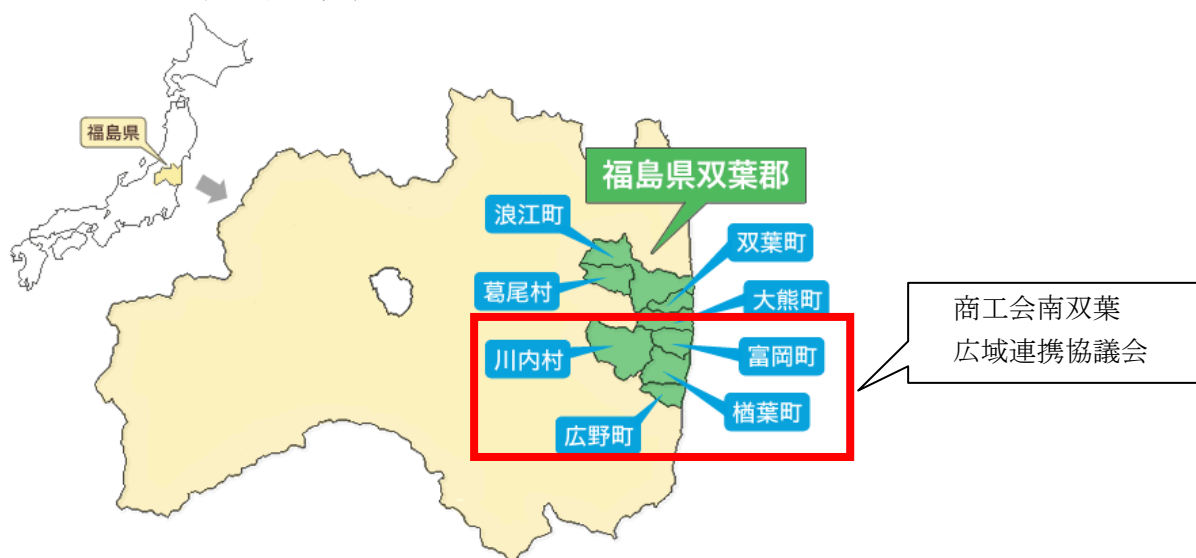 福島県
福島県双葉郡
浪江町
双葉町
葛尾村
大熊町
川内村
富岡町
楢葉町
広野町
商工会南双葉
広域連携協議会